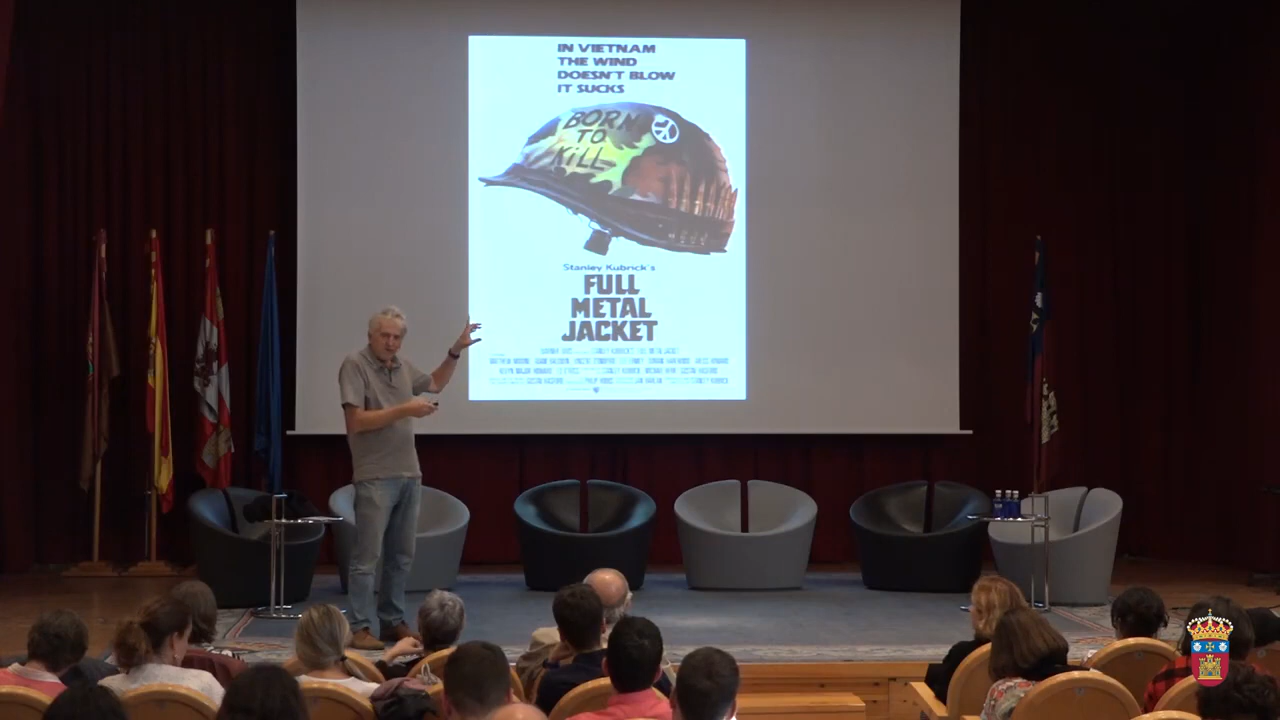 IN VIETNAM
THE WIND
DOESN'T BLOW
IT SUCKS
BORN
TO
KILL
Stanley Kubrick's
FULL
METAL
JACKET